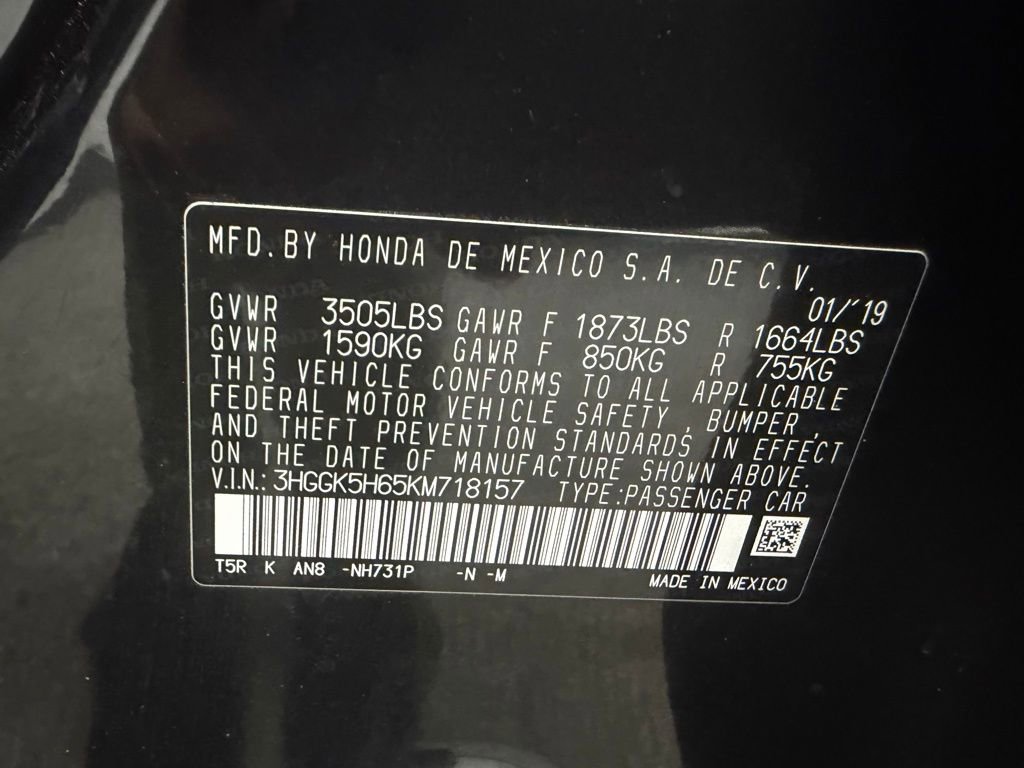 MFD.BY HONDA DE MEXICO S.A. DE C.V.
01/'19
GVWR 3505LBS GAWR F 1873LBS R 1664LBS
GVWR 1590KG GAWR F 850KG R 755KG
THIS VEHICLE CONFORMS TO ALL APPLICABLE
FEDERAL MOTOR VEHICLE SAFETY, BUMPER,
AND THEFT PREVENTION STANDARDS IN EFFECT
ON THE DATE OF MANUFACTURE SHOWN ABOVE.
V.I.N.: 3HGGK5H65KM718157 TYPE:PASSENGER CAR
T5R K AN8 -NH731P -N -M MADE IN MEXICO